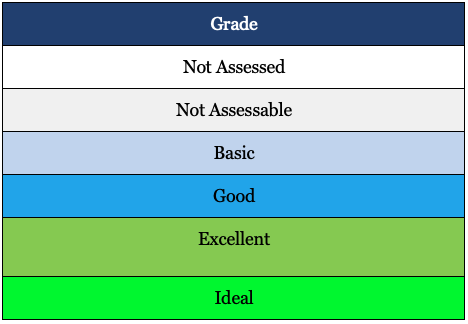 Grade
Not Assessed
Not Assessable
Basic
Good
Excellent
Ideal